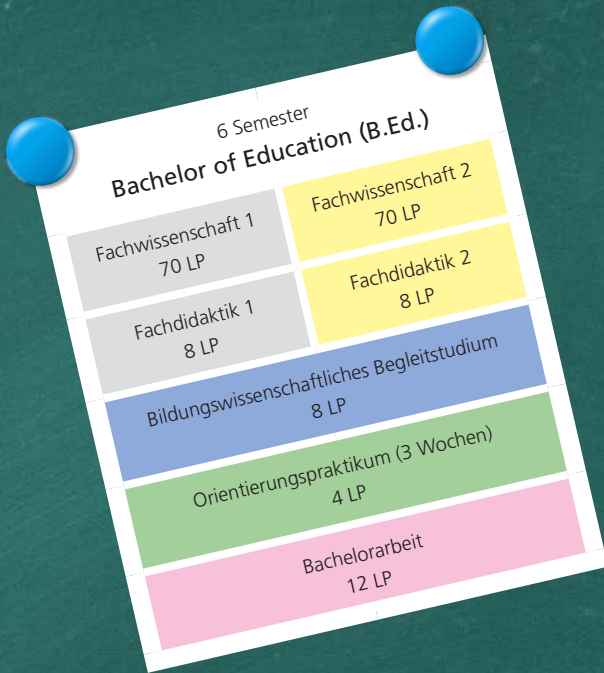 6 Semester
Bachelor of Education (B.Ed.)
Fachwissenschaft 1
70 LP
Fachwissenschaft 2
70 LP
Fachdidaktik 1
8 LP
Fachdidaktik 2
8 LP
Bildungswissenschaftliches Begleitstudium
8 LP
Orientierungspraktikum (3 Wochen)
4 LP
Bachelorarbeit
12 LP